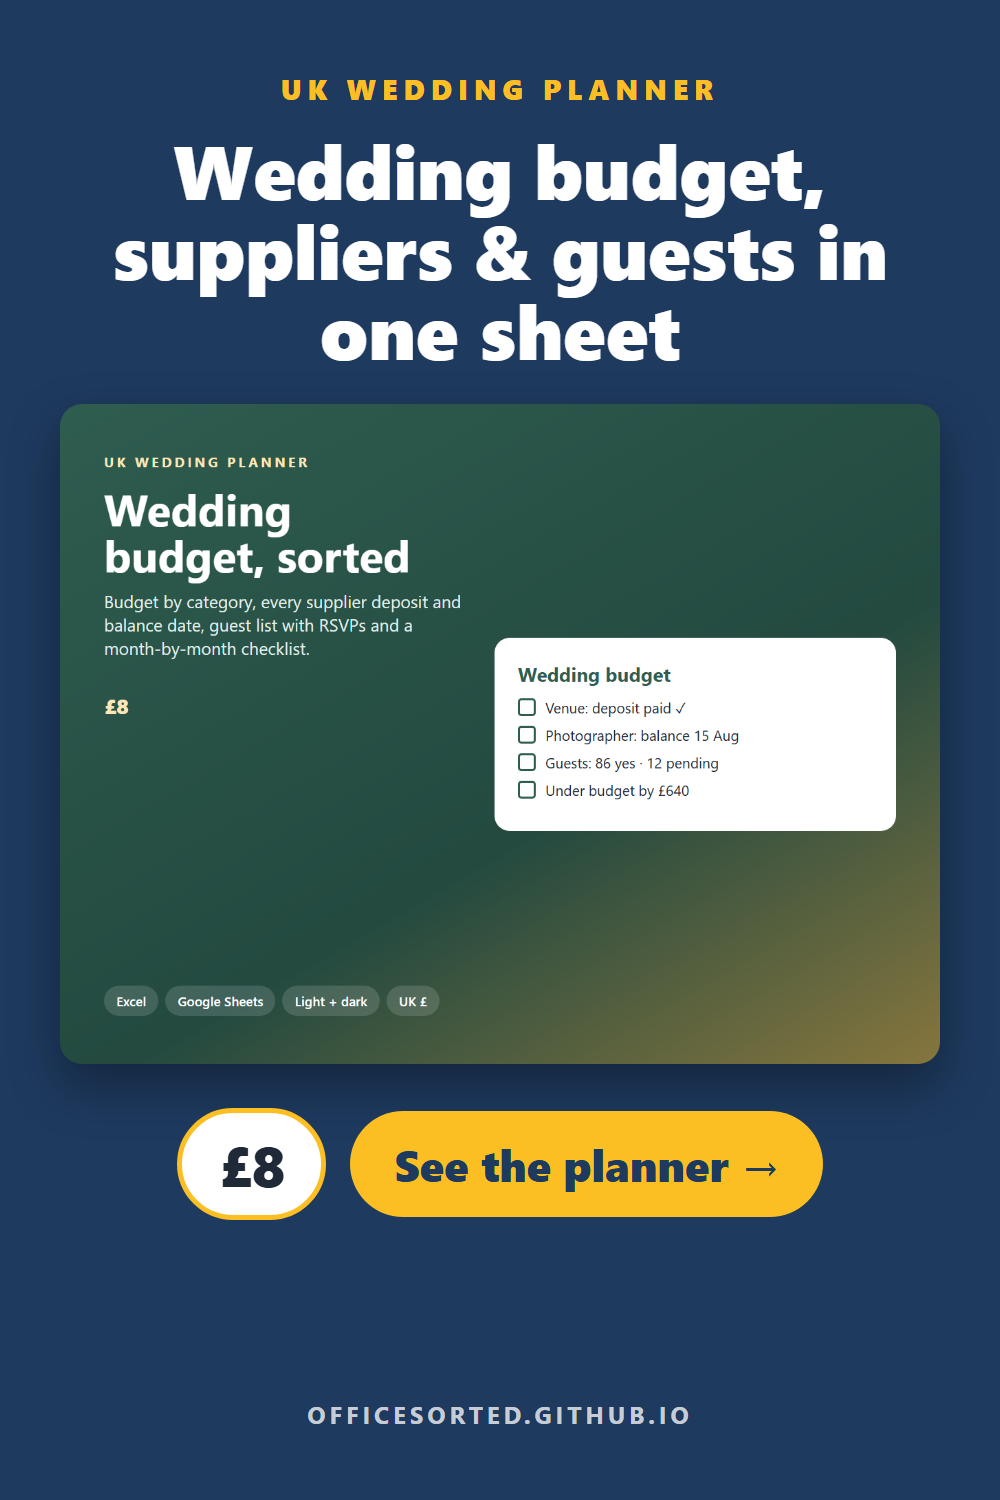 UK WEDDING PLANNER
Wedding budget,
suppliers & guests in
one sheet
UK WEDDING PLANNER
Wedding
budget, sorted
Budget by category, every supplier deposit and
balance date, guest list with RSVPs and a
month-by-month checklist.
£8
Wedding budget
Venue: deposit paid ✓
Photographer: balance 15 Aug
Guests: 86 yes · 12 pending
Under budget by £640
Excel Google Sheets Light + dark UK £
£8 See the planner →
OFFICESORTED.GITHUB.IO